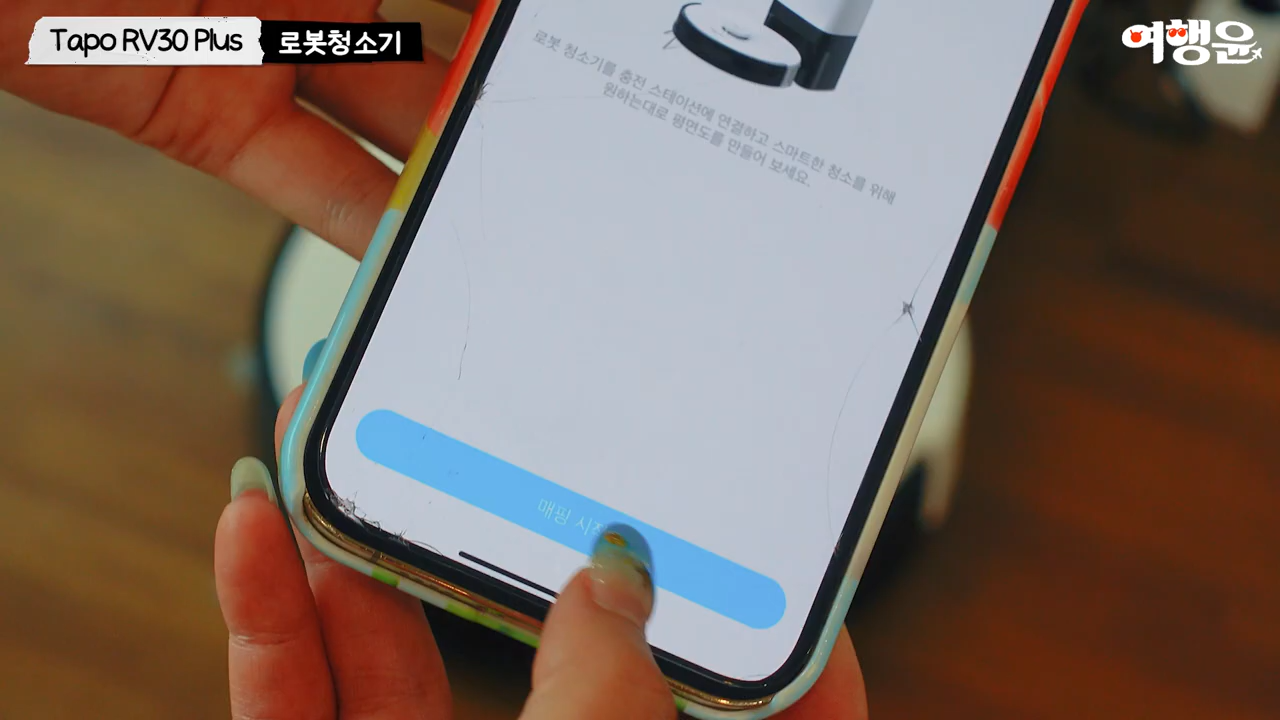 Tapo RV30 Plus 로봇청소기
여행윤
로봇 청소기를 충전 스테이션에 연결하고 스마트한 청소를 위해
원하는대로 평면도를 만들어 보세요.
매핑 시작